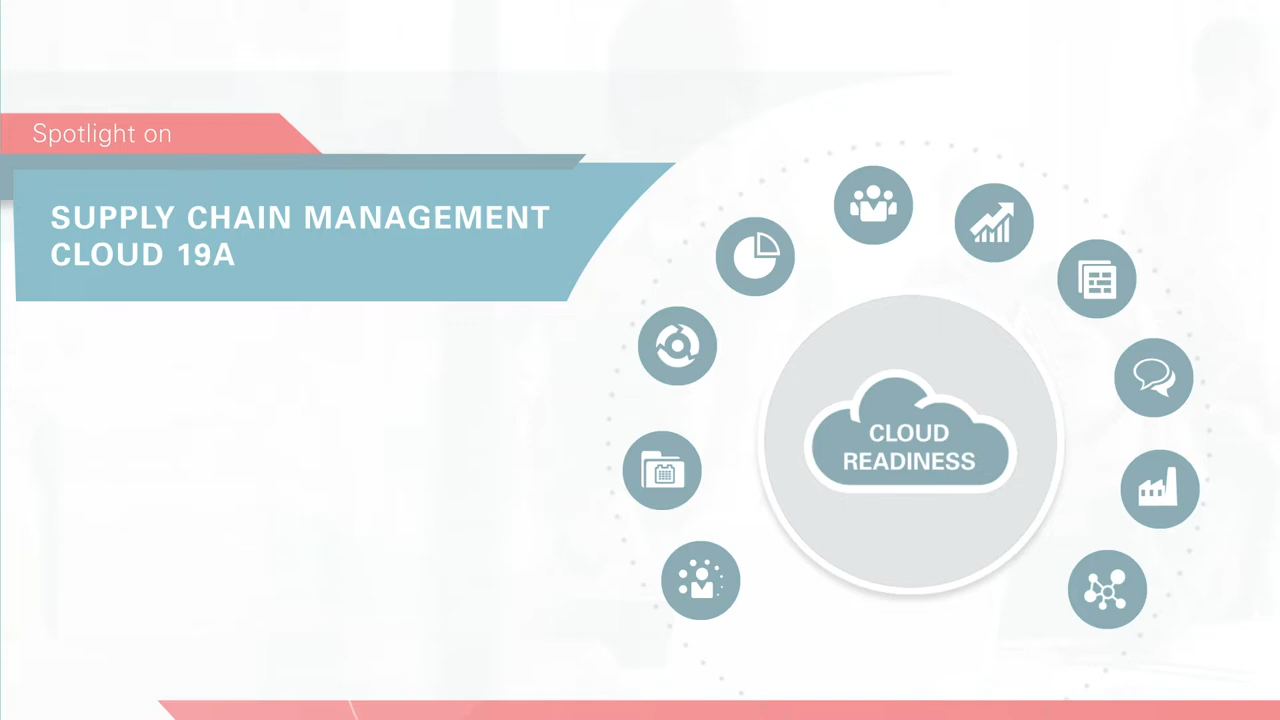 Spotlight on
SUPPLY CHAIN MANAGEMENT
CLOUD 19A
CLOUD
READINESS